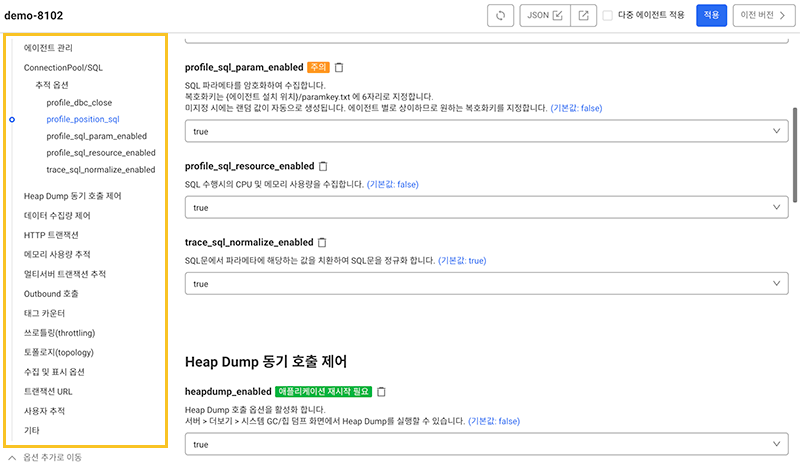 demo-8102
JSON
다중 에이전트 적용
적용
이전 버전
에이전트 관리
ConnectionPool/SQL
추적 옵션
profile_dbc_close
profile_position_sql
profile_sql_param_enabled
profile_sql_resource_enabled
trace_sql_normalize_enabled
Heap Dump 동기 호출 제어
데이터 수집량 제어
HTTP 트랜잭션
메모리 사용량 추적
멀티서버 트랜잭션 추적
Outbound 호출
태그 카운터
쓰로틀링(throttling)
토폴로지(topology)
수집 및 표시 옵션
트랜잭션 URL
사용자 추적
기타
옵션 추가로 이동
profile_sql_param_enabled 주의
SQL 파라메타를 암호화하여 수집합니다.
복호화키는 {에이전트 설치 위치}/paramkey.txt 에 6자리로 지정합니다.
미지정 시에는 랜덤 값이 자동으로 생성됩니다. 에이전트 별로 상이하므로 원하는 복호화키를 지정합니다. (기본값: false)
true
profile_sql_resource_enabled
SQL 수행시의 CPU 및 메모리 사용량을 수집합니다. (기본값: false)
true
trace_sql_normalize_enabled
SQL문에서 파라메타에 해당하는 값을 치환하여 SQL문을 정규화 합니다. (기본값: true)
true
Heap Dump 동기 호출 제어
heapdump_enabled 애플리케이션 재시작 필요
Heap Dump 호출 옵션을 활성화 합니다.
서버 > 더보기 > 시스템 GC/힙 덤프 화면에서 Heap Dump를 실행할 수 있습니다. (기본값: false)
true